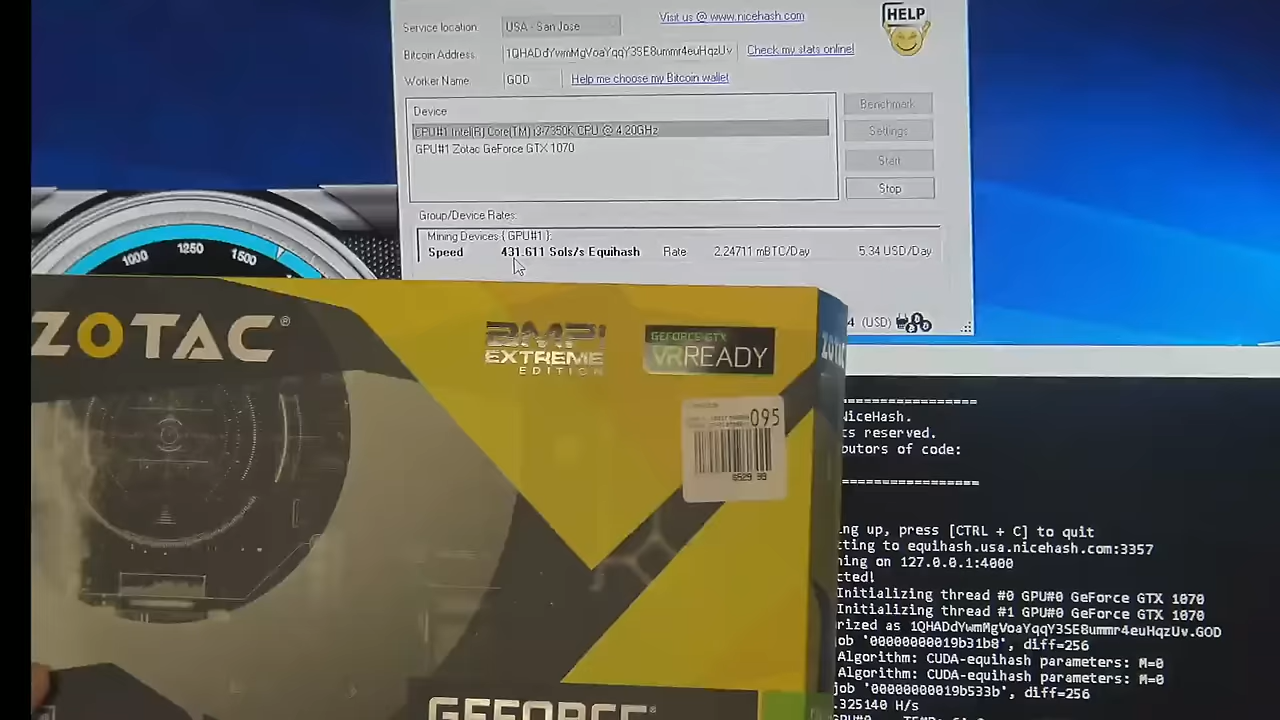 Service location:
USA - San Jose
Visit us @ www.nicehash.com
HELP
Bitcoin Address:
1QHADdYwmMgVoaYqqY3SE8ummr4euHqzUv
Check my stats online!
Worker Name:
GOD
Help me choose my Bitcoin wallet
Device
CPU#1 Intel(R) Core(TM) i3-7350K CPU @ 4.20GHz
GPU#1 Zotac GeForce GTX 1070
Benchmark
Settings
Start
Stop
Group/Device Rates:
Mining Devices { GPU#1 }:
Speed 431.611 Sols/s Equihash Rate 2.24711 mBTC/Day 5.34 USD/Day
4 (USD)
1000 1250 1500
ZOTAC®
AMP!
EXTREME
EDITION
GEFORCE GTX
VR READY
ZOTAC
095
GEFORCE®
================
NiceHash.
ts reserved.
butors of code:
================
ng up, press [CTRL + C] to quit
cting to equihash.usa.nicehash.com:3357
ning on 127.0.0.1:4000
cted!
Initializing thread #0 GPU#0 GeForce GTX 1070
Initializing thread #1 GPU#0 GeForce GTX 1070
rized as 1QHADdYwmMgVoaYqqY3SE8ummr4euHqzUv.GOD
job '00000000019b31b8', diff=256
Algorithm: CUDA-equihash parameters: M=0
Algorithm: CUDA-equihash parameters: M=0
job '00000000019b533b', diff=256
.325140 H/s